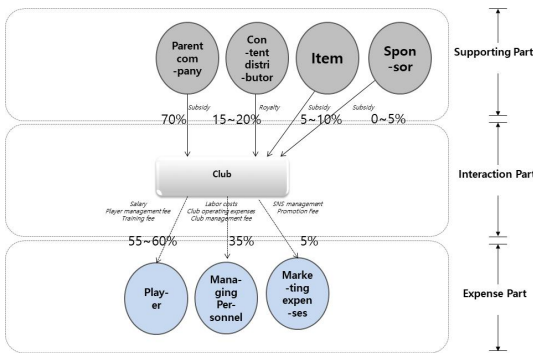 Parent
com
-pany
Con
-tent
distri
-butor
Item
Spon
-sor
Supporting Part
Subsidy
Royalty
Subsidy
Subsidy
70%
15~20%
5~10%
0~5%
Club
Interaction Part
Salary
Player management fee
Training fee
Labor costs
Club operating expenses
Club management fee
SNS management
Promotion Fee
55~60%
35%
5%
Play-
er
Mana-
ging
Per-
sonnel
Marke
-ting
expen
-ses
Expense Part